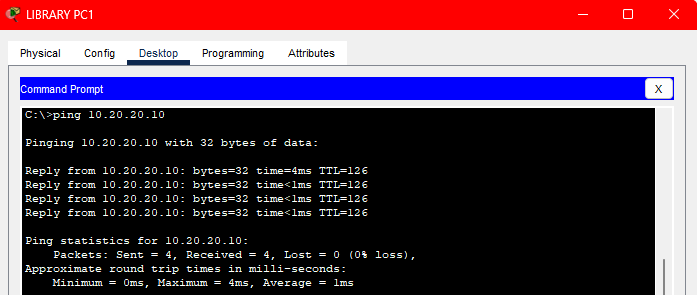 LIBRARY PC1
Physical Config Desktop Programming Attributes
Command Prompt
X
C:\>ping 10.20.20.10
Pinging 10.20.20.10 with 32 bytes of data:
Reply from 10.20.20.10: bytes=32 time=4ms TTL=126
Reply from 10.20.20.10: bytes=32 time<1ms TTL=126
Reply from 10.20.20.10: bytes=32 time<1ms TTL=126
Reply from 10.20.20.10: bytes=32 time<1ms TTL=126
Ping statistics for 10.20.20.10:
    Packets: Sent = 4, Received = 4, Lost = 0 (0% loss),
Approximate round trip times in milli-seconds:
    Minimum = 0ms, Maximum = 4ms, Average = 1ms